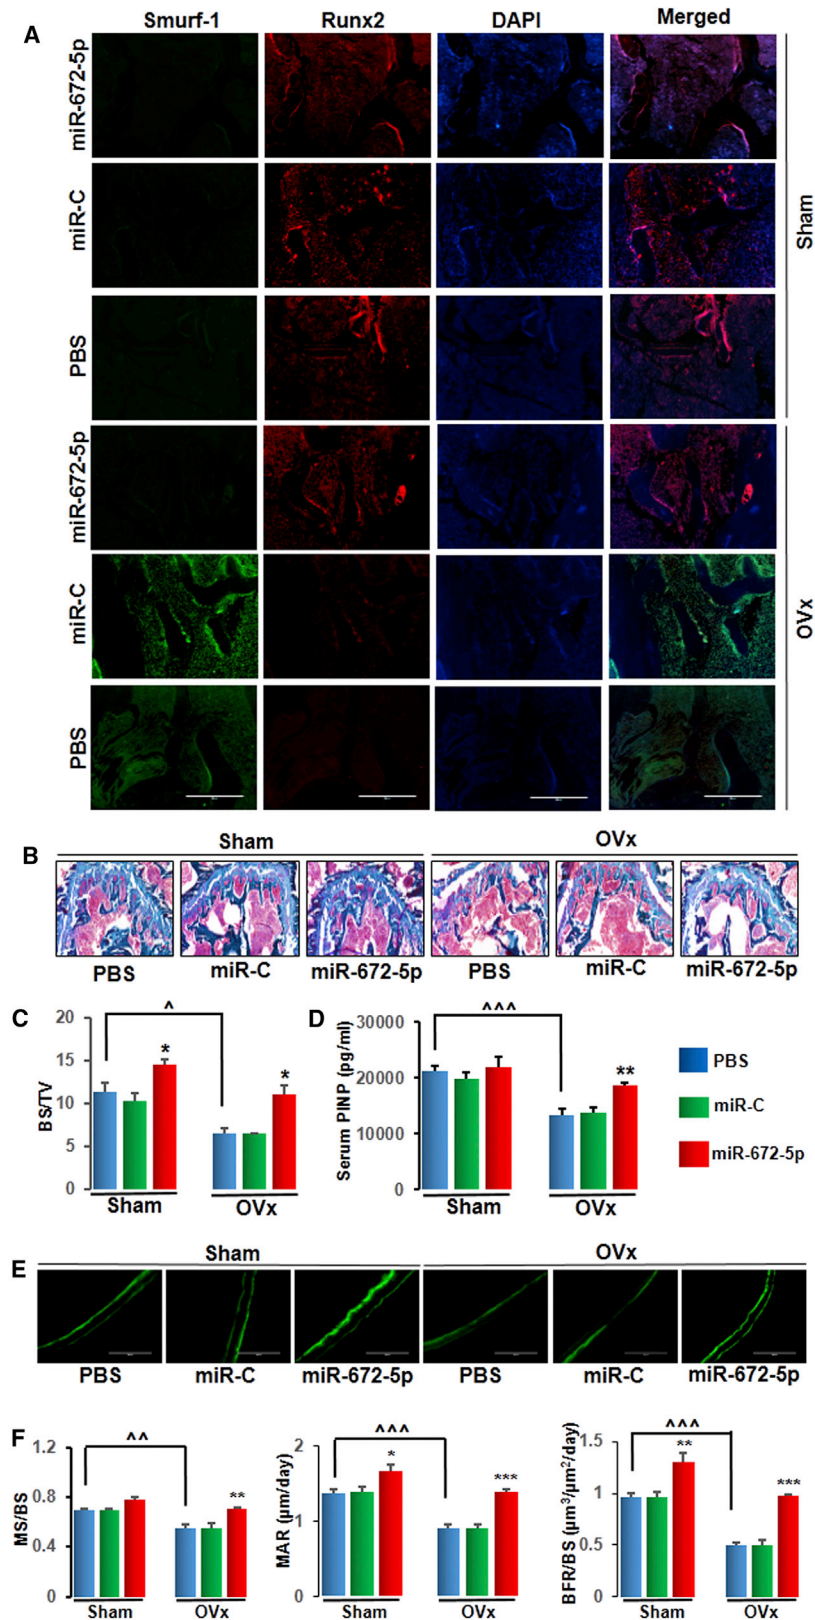 A
Smurf-1 Runx2 DAPI Merged
miR-672-5p
miR-C
PBS
Sham
miR-672-5p
miR-C
PBS
OVx
B
Sham OVx
PBS miR-C miR-672-5p PBS miR-C miR-672-5p
C
BS/TV
20
15
10
5
0
^
*
*
Sham OVx
D
Serum PINP (pg/ml)
30000
20000
10000
0
^^^
**
Sham OVx
PBS
miR-C
miR-672-5p
E
Sham OVx
PBS miR-C miR-672-5p PBS miR-C miR-672-5p
F
MS/BS
1.2
0.8
0.4
0
^^
**
Sham OVx
MAR (µm/day)
2
1
0
^^^
*
***
Sham OVx
BFR/BS (µm³/µm²/day)
1.5
1
0.5
0
^^^
**
***
Sham OVx